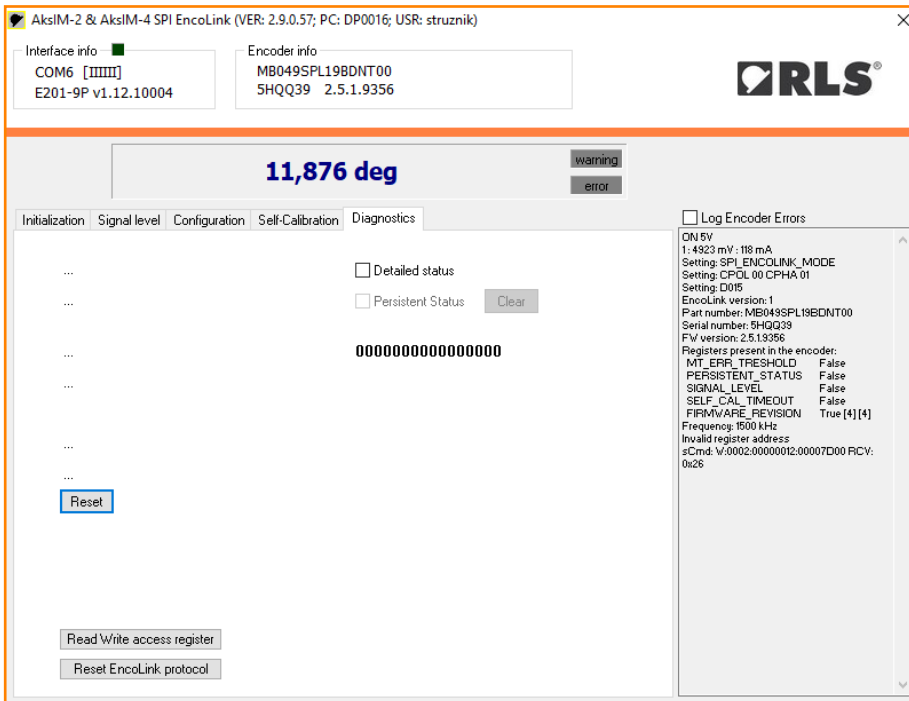 AksIM-2 & AksIM-4 SPI EncoLink (VER: 2.9.0.57; PC: DP0016; USR: struznik)
Interface info
COM6 [IIIIII]
E201-9P v1.12.10004
Encoder info
MB049SPL19BDNT00
5HQQ39 2.5.1.9356
RLS®
11,876 deg
warning
error
Initialization Signal level Configuration Self-Calibration Diagnostics
...
...
...
...
...
...
Reset
Read Write access register
Reset EncoLink protocol
Detailed status
Persistent Status Clear
0000000000000000
Log Encoder Errors
ON 5V
1: 4923 mV : 118 mA
Setting: SPI_ENCOLINK_MODE
Setting: CPOL 00 CPHA 01
Setting: D015
EncoLink version: 1
Part number: MB049SPL19BDNT00
Serial number: 5HQQ39
FW version: 2.5.1.9356
Registers present in the encoder:
MT_ERR_TRESHOLD False
PERSISTENT_STATUS False
SIGNAL_LEVEL False
SELF_CAL_TIMEOUT False
FIRMWARE_REVISION True [4] [4]
Frequency: 1500 kHz
Invalid register address
sCmd: W:0002:00000012:00007D00 RCV:
0x26